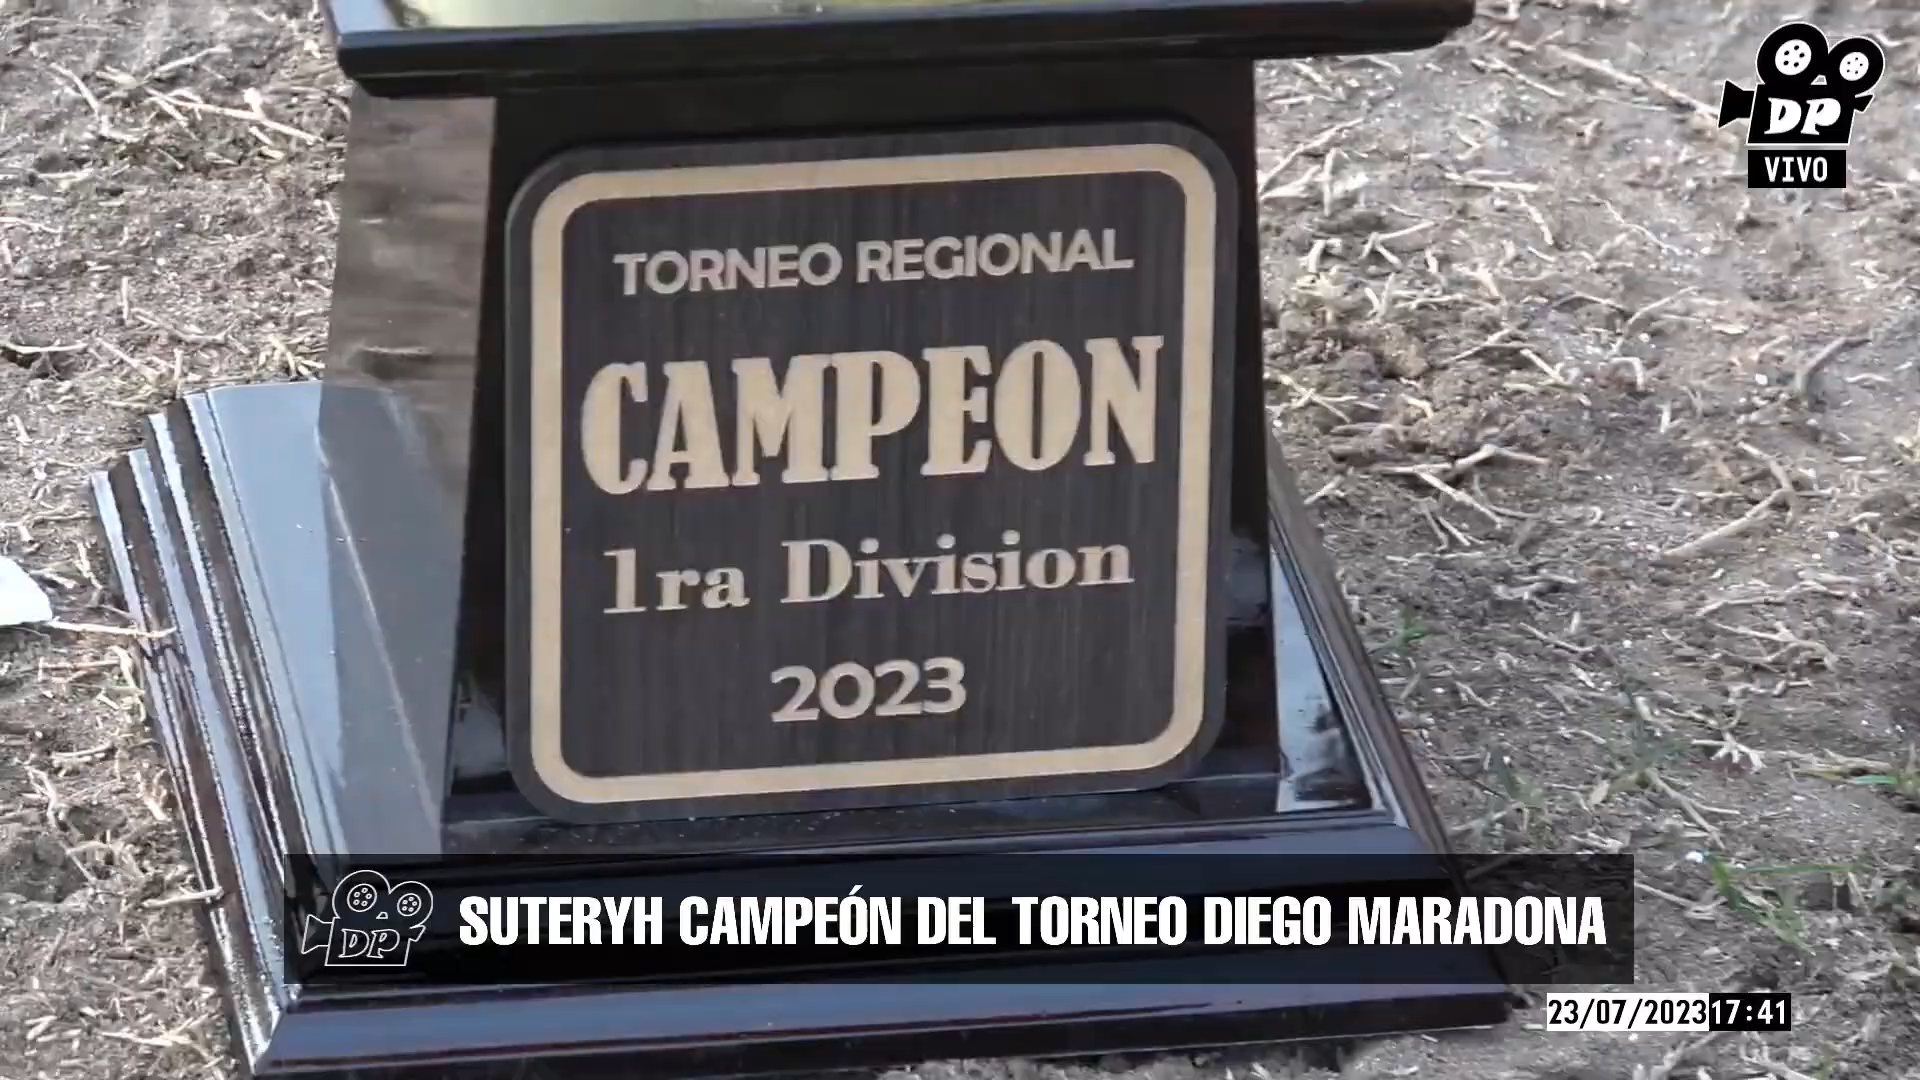 DP
VIVO
TORNEO REGIONAL
CAMPEON
1ra Division
2023
DP
SUTERYH CAMPEÓN DEL TORNEO DIEGO MARADONA
23/07/2023 17:41